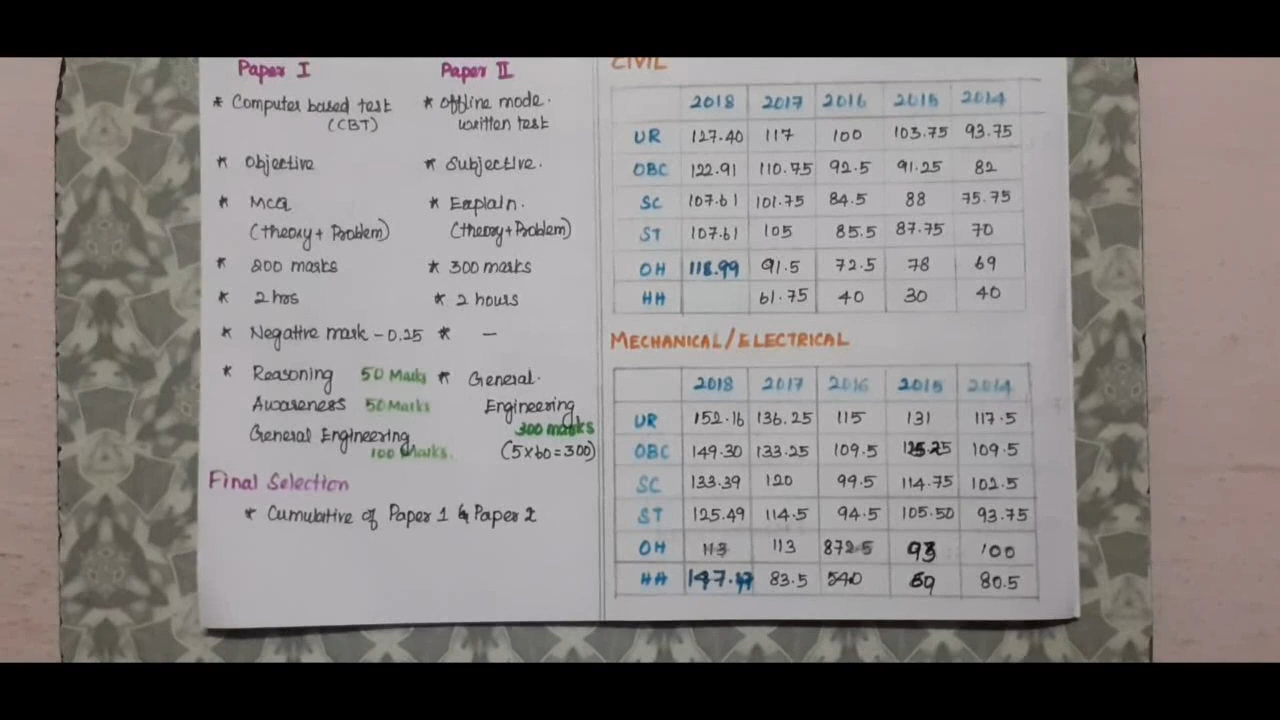 Paper I
* Computer based test
(CBT)
* Objective
* MCQ
(theory + Problem)
* 200 marks
* 2 hrs
* Negative mark - 0.25
* Reasoning 50 Marks
Awareness 50 Marks
General Engineering
100 Marks.
Paper II
* Offline mode.
written test
* Subjective.
* Explain.
(theory + Problem)
* 300 marks
* 2 hours
* —
* General.
Engineering
300 marks
(5x60=300)
Final Selection
* Cumulative of Paper 1 & Paper 2
CIVIL
2018 2017 2016 2015 2014
UR 127.40 117 100 103.75 93.75
OBC 122.91 110.75 92.5 91.25 82
SC 107.61 101.75 84.5 88 75.75
ST 107.61 105 85.5 87.75 70
OH 118.99 91.5 72.5 78 69
HH 61.75 40 30 40
MECHANICAL/ELECTRICAL
2018 2017 2016 2015 2014
UR 152.16 136.25 115 131 117.5
OBC 149.30 133.25 109.5 109.5
SC 133.39 120 99.5 114.75 102.5
ST 125.49 114.5 94.5 105.50 93.75
OH 113 113 93 100
HH 83.5 69 80.5